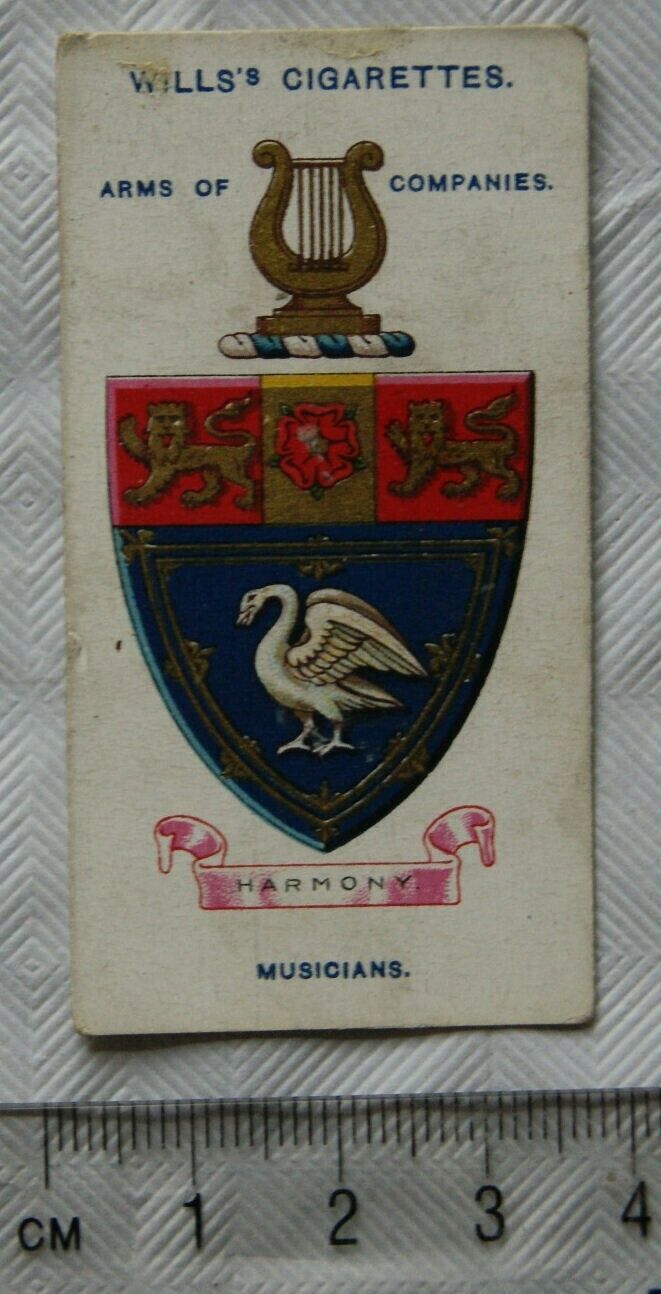 WILLS'S CIGARETTES.
ARMS OF COMPANIES.
HARMONY.
MUSICIANS.
CM 1 2 3 4